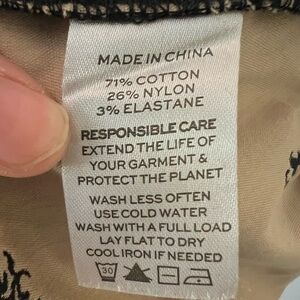 MADE IN CHINA
71% COTTON
26% NYLON
3% ELASTANE
RESPONSIBLE CARE
EXTEND THE LIFE OF
YOUR GARMENT &
PROTECT THE PLANET
WASH LESS OFTEN
USE COLD WATER
WASH WITH A FULL LOAD
LAY FLAT TO DRY
COOL IRON IF NEEDED
30